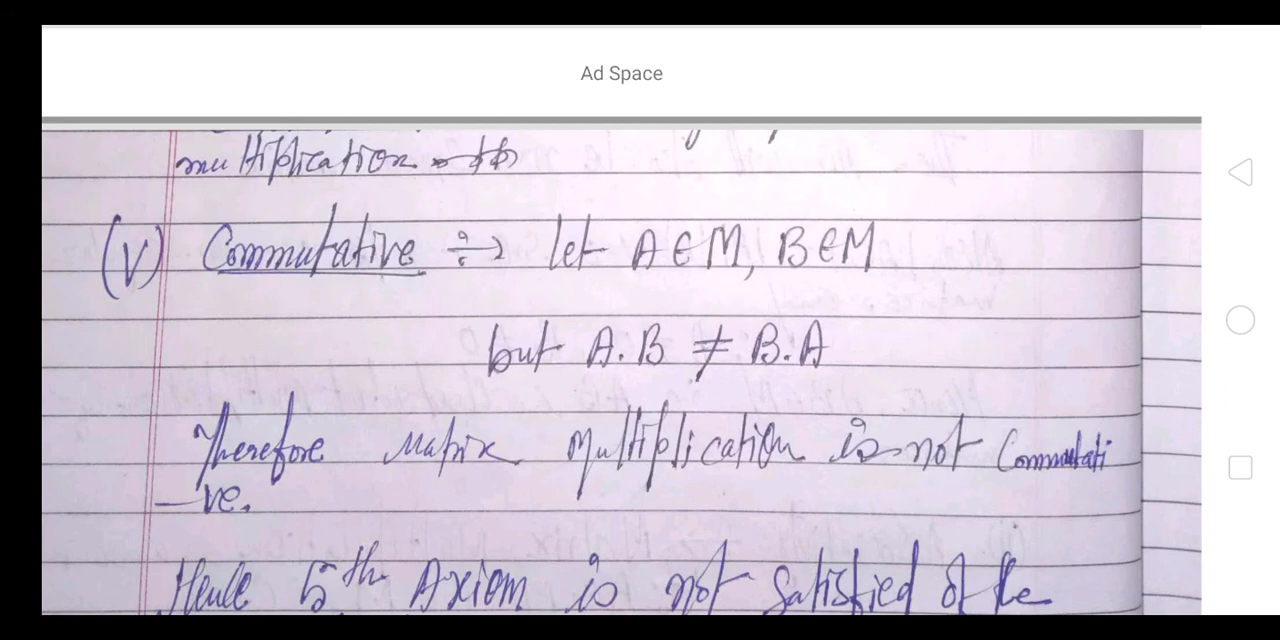 Ad Space
multiplication
(V) Commutative ÷→ let A∈M, B∈M
but A.B ≠ B.A
Therefore Matrix Multiplication is not Commutati
-ve.
Hence 5th Axiom is not satisfied of the